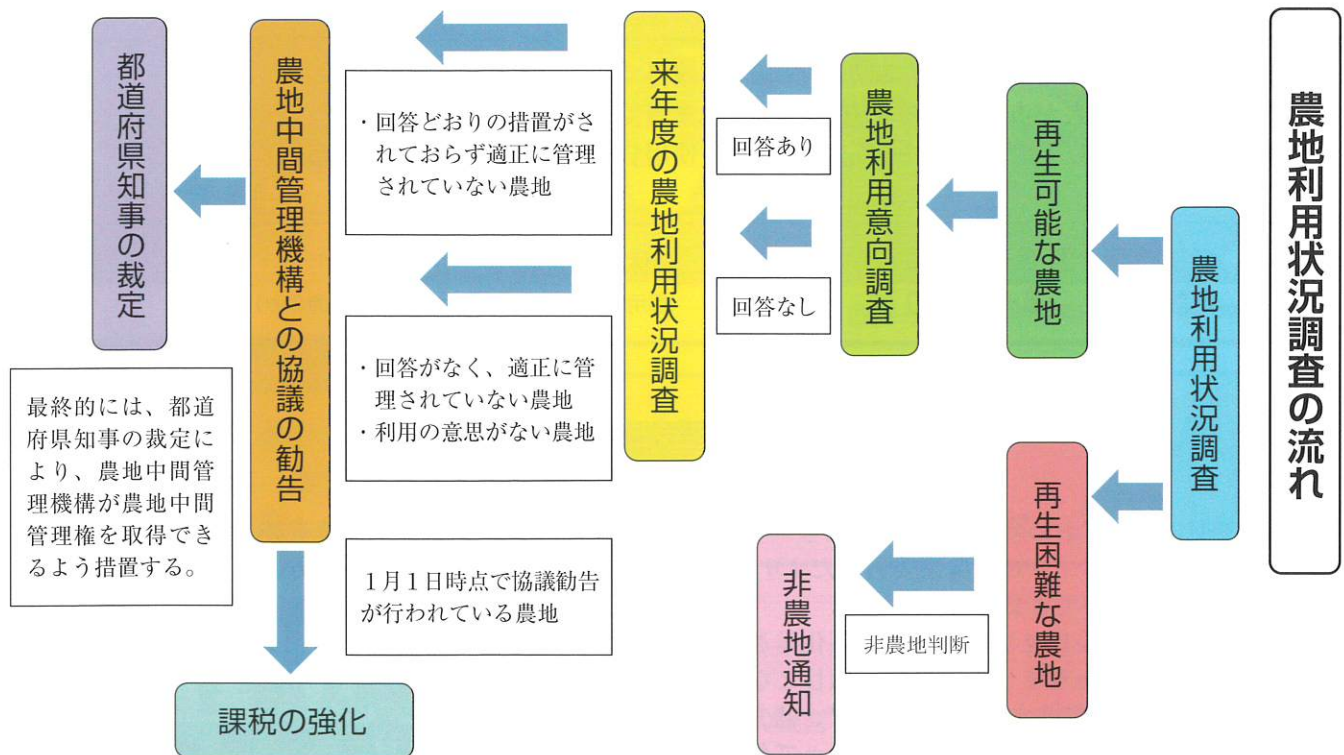 農地利用状況調査の流れ
農地利用状況調査
再生可能な農地
再生困難な農地
農地利用意向調査
非農地判断
非農地通知
回答あり
回答なし
来年度の農地利用状況調査
・回答どおりの措置がさ
れておらず適正に管理
されていない農地
・回答がなく、適正に管
理されていない農地
・利用の意思がない農地
農地中間管理機構との協議の勧告
1月1日時点で協議勧告
が行われている農地
課税の強化
都道府県知事の裁定
最終的には、都道
府県知事の裁定に
より、農地中間管
理機構が農地中間
管理権を取得でき
るよう措置する。